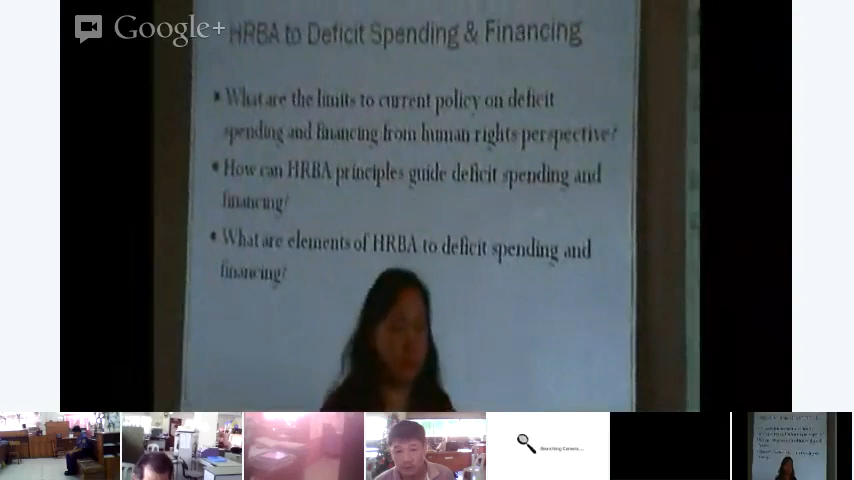 Google+
HRBA to Deficit Spending & Financing
• What are the limits to current policy on deficit
spending and financing from human rights perspective?
• How can HRBA principles guide deficit spending and
financing?
• What are elements of HRBA to deficit spending and
financing?